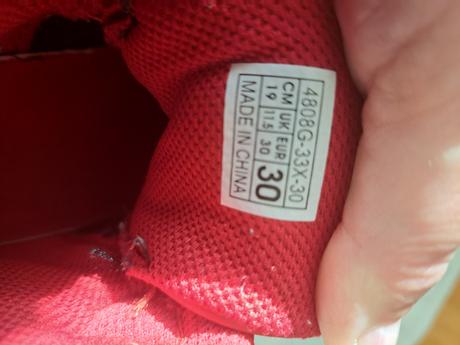 4808G-33X-30
CM UK EUR
19 11.5 30
30
MADE IN CHINA